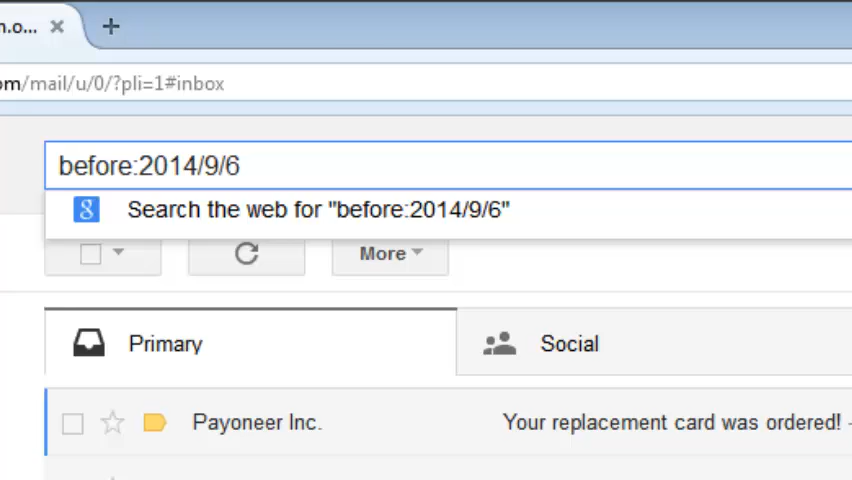 n.o...
om/mail/u/0/?pli=1#inbox
before:2014/9/6
Search the web for "before:2014/9/6"
More
Primary
Social
Payoneer Inc.
Your replacement card was ordered! -